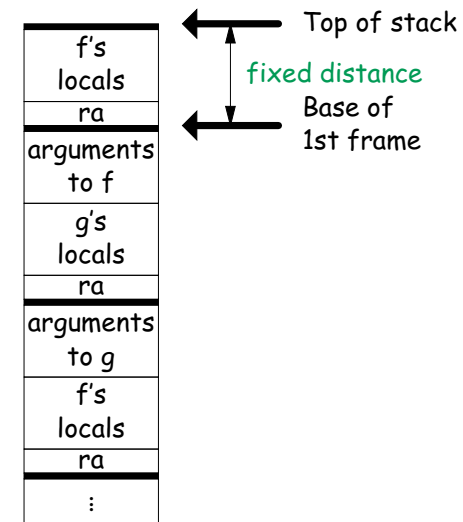 Top of stack
f's
locals
fixed distance
ra
Base of
1st frame
arguments
to f
g's
locals
ra
arguments
to g
f's
locals
ra
⋮